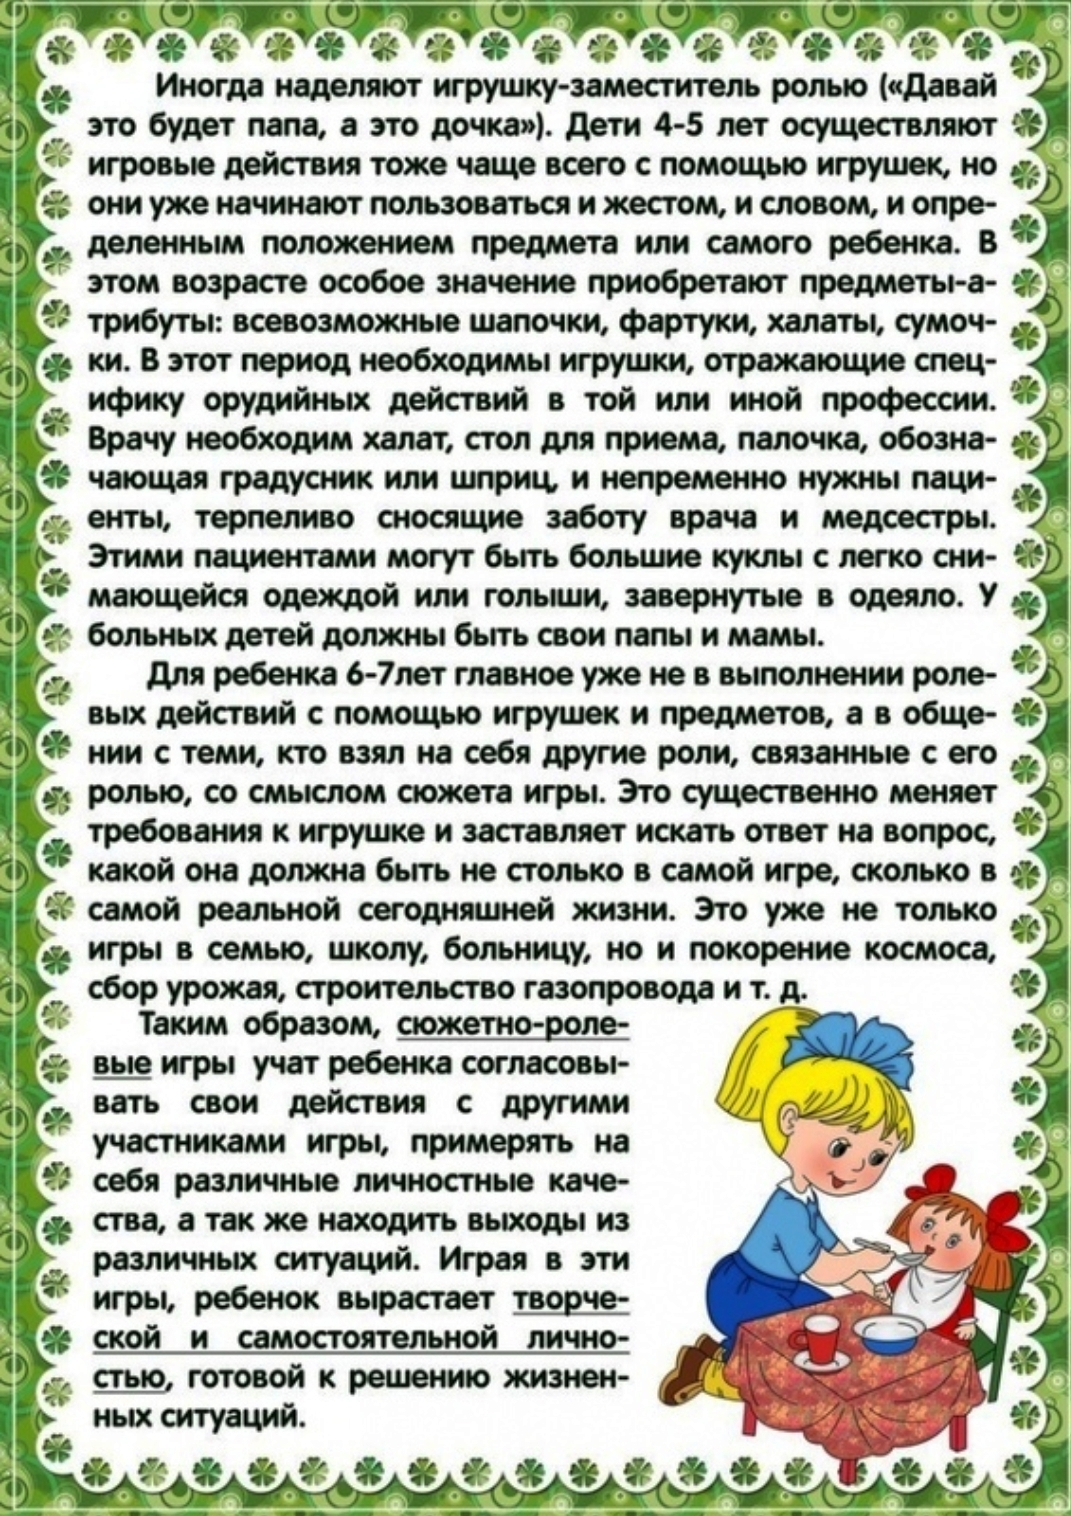 Иногда наделяют игрушку-заместитель ролью («Давай
это будет папа, а это дочка»). Дети 4-5 лет осуществляют
игровые действия тоже чаще всего с помощью игрушек, но
они уже начинают пользоваться и жестом, и словом, и опре-
деленным положением предмета или самого ребенка. В
этом возрасте особое значение приобретают предметы-а-
трибуты: всевозможные шапочки, фартуки, халаты, сумоч-
ки. В этот период необходимы игрушки, отражающие спец-
ифику орудийных действий в той или иной профессии.
Врачу необходим халат, стол для приема, палочка, обозна-
чающая градусник или шприц, и непременно нужны паци-
енты, терпеливо сносящие заботу врача и медсестры.
Этими пациентами могут быть большие куклы с легко сни-
мающейся одеждой или голыши, завернутые в одеяло. У
больных детей должны быть свои папы и мамы.
Для ребенка 6-7лет главное уже не в выполнении роле-
вых действий с помощью игрушек и предметов, а в обще-
нии с теми, кто взял на себя другие роли, связанные с его
ролью, со смыслом сюжета игры. Это существенно меняет
требования к игрушке и заставляет искать ответ на вопрос,
какой она должна быть не столько в самой игре, сколько в
самой реальной сегодняшней жизни. Это уже не только
игры в семью, школу, больницу, но и покорение космоса,
сбор урожая, строительство газопровода и т. д.
Таким образом, сюжетно-роле-
вые игры учат ребенка согласовы-
вать свои действия с другими
участниками игры, примерять на
себя различные личностные каче-
ства, а так же находить выходы из
различных ситуаций. Играя в эти
игры, ребенок вырастает творче-
ской и самостоятельной лично-
стью, готовой к решению жизнен-
ных ситуаций.